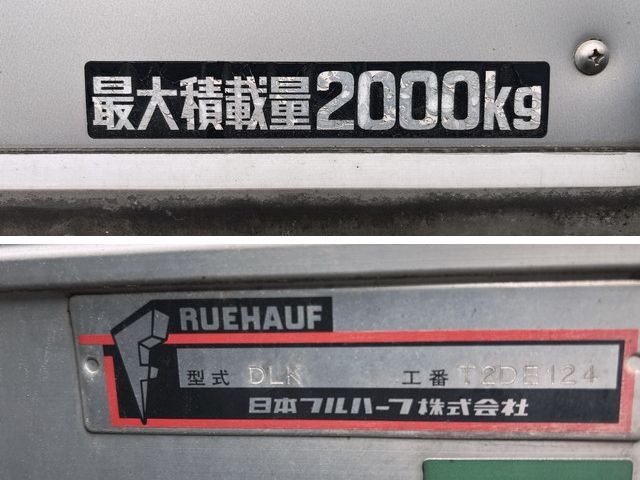 最大積載量2000kg
RUEHAUF
型式 DLK 工番 T2DE124
日本フルハーフ株式会社